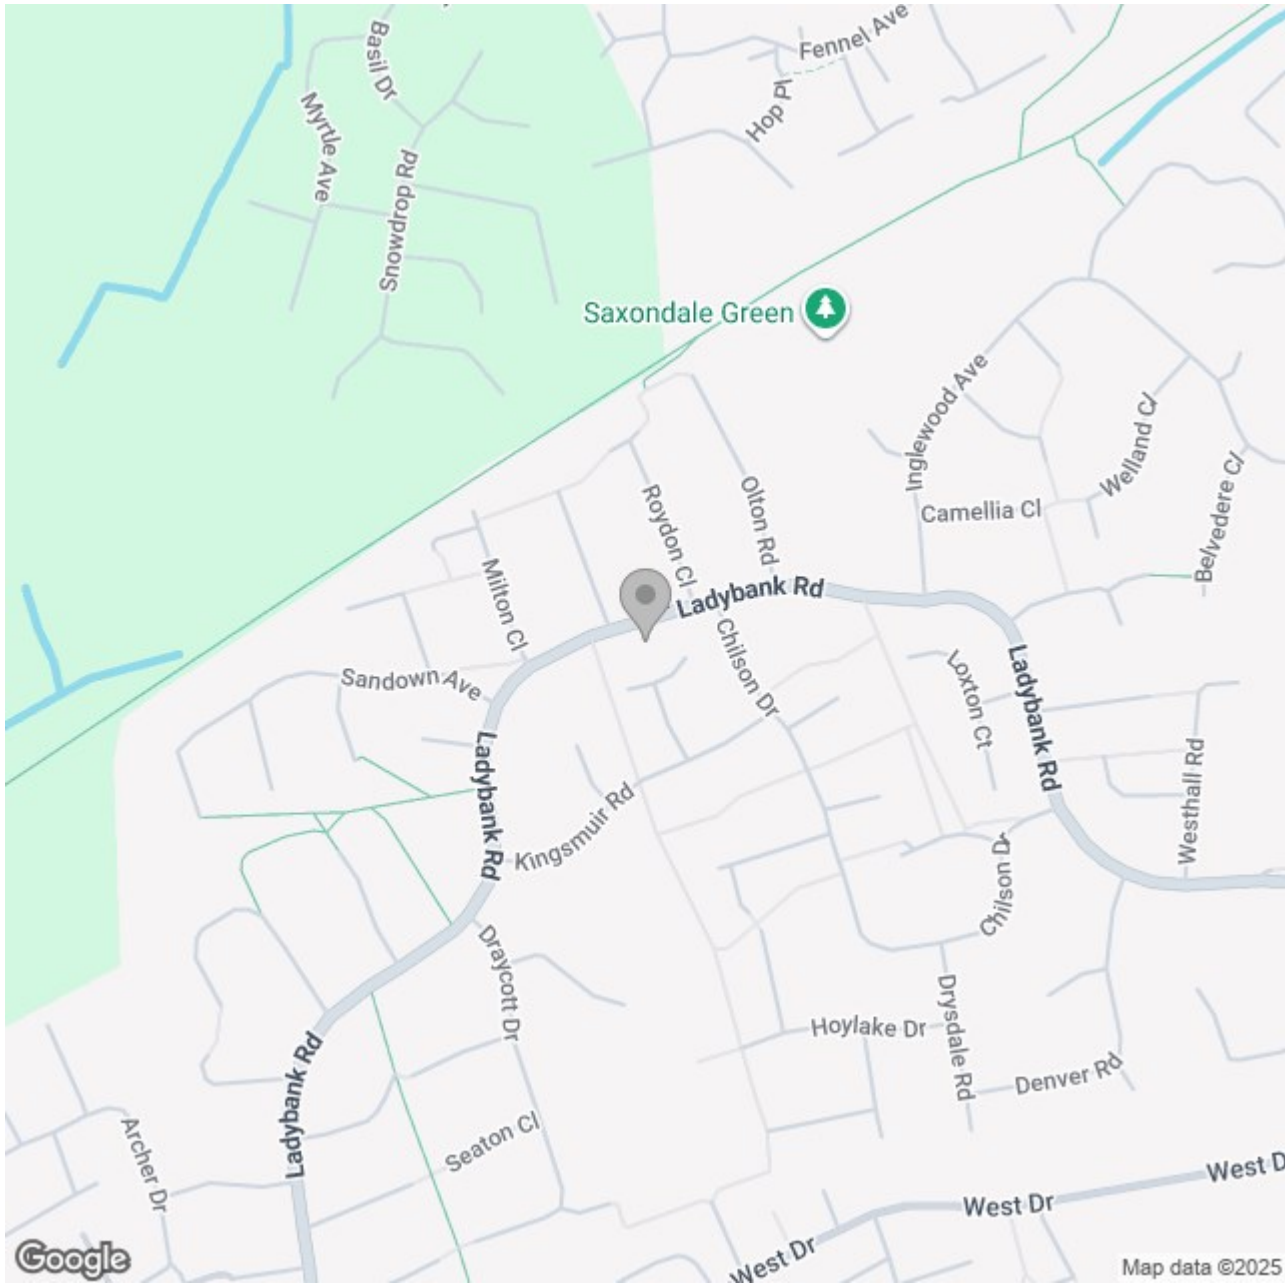 Basil Dr
Fennel Ave
Myrtle Ave
Hop Pl
Snowdrop Rd
Saxondale Green
Inglewood Ave
Welland Cl
Belvedere Cl
Camellia Cl
Olton Rd
Roydon Cl
Milton Cl
Ladybank Rd
Chilson Dr
Sandown Ave
Ladybank Rd
Loxton Ct
Ladybank Rd
Westhall Rd
Kingsmuir Rd
Chilson Dr
Draycott Dr
Drysdale Rd
Hoylake Dr
Denver Rd
Ladybank Rd
Archer Dr
Seaton Cl
West D
West Dr
West Dr
Google
Map data ©2025